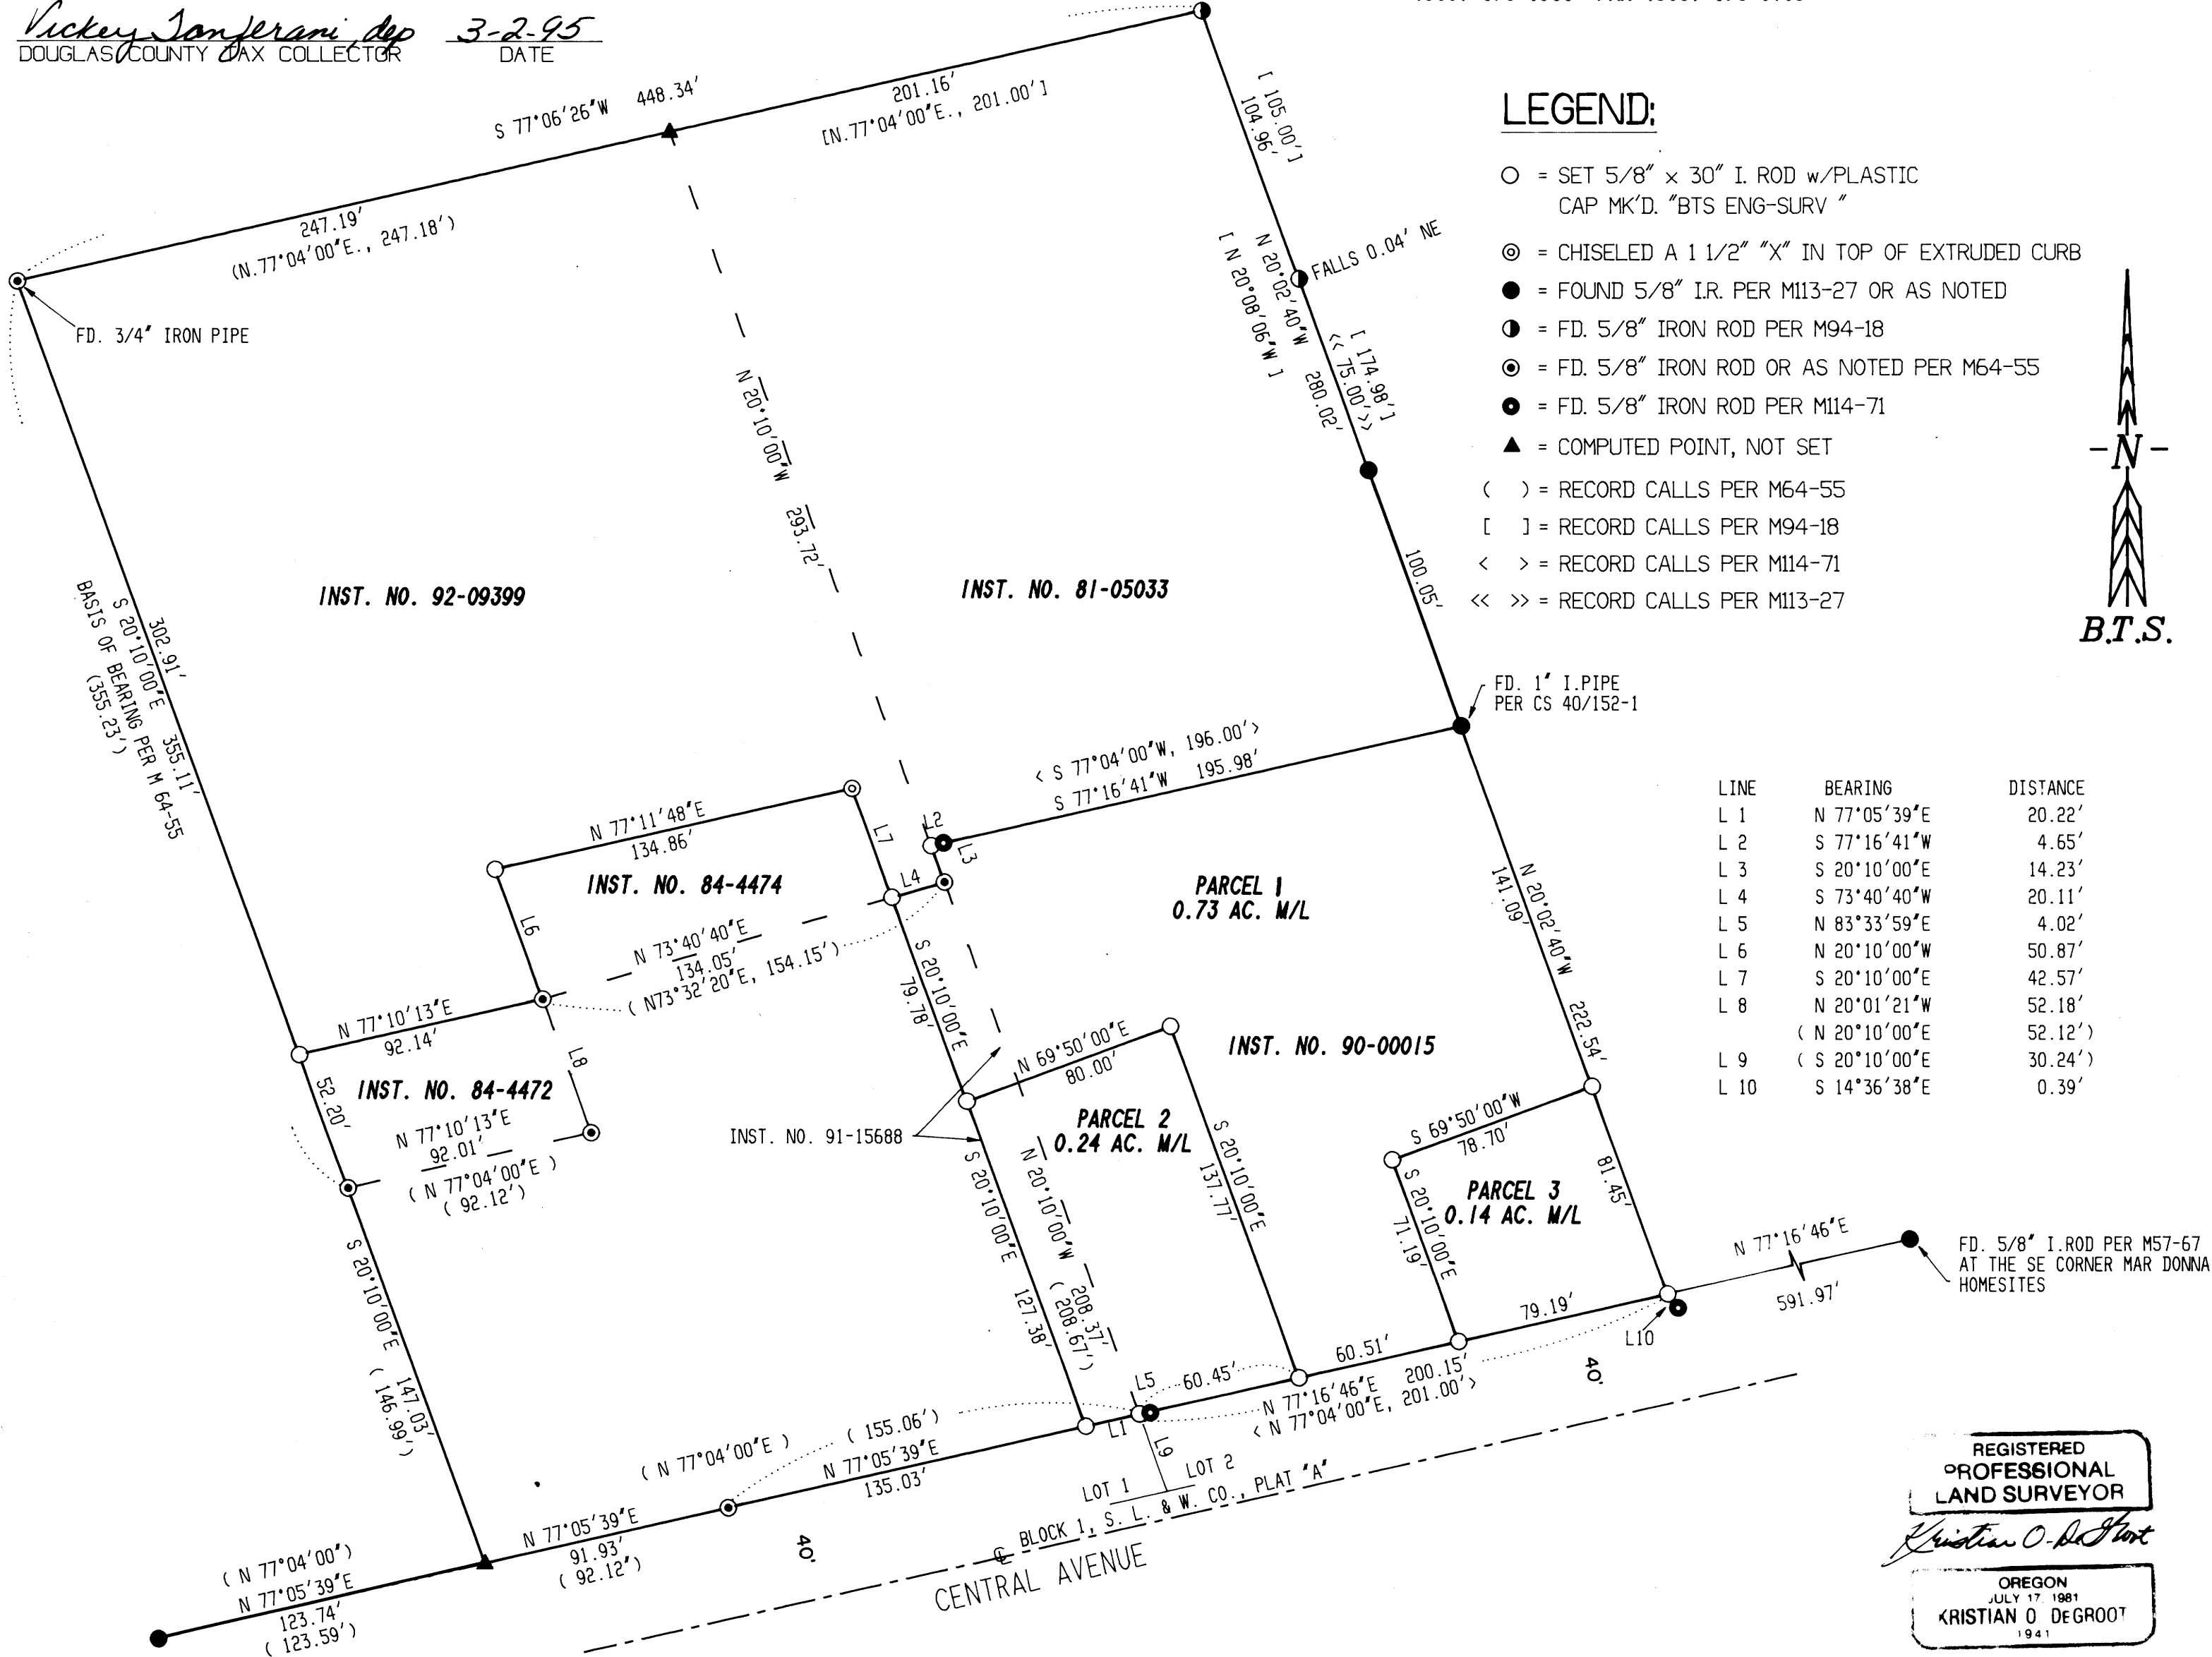 Vickey Tonferani, dep 3-2-95
DOUGLAS COUNTY TAX COLLECTOR DATE
S 77°06'26"W 448.34'
201.16'
[N.77°04'00"E., 201.00']
247.19'
(N.77°04'00"E., 247.18')
FD. 3/4" IRON PIPE
[ 105.00' ]
104.96'
FALLS 0.04' NE
N 20°02'40"W 280.02'
[ N 20°08'06"W ]
[ 174.98' ]
<< 75.00' >>
100.05'
N 20°10'00"W 293.72'
INST. NO. 92-09399
INST. NO. 81-05033
302.91'
S 20°10'00"E 355.11'
BASIS OF BEARING PER M 64-55
(355.23')
LEGEND:
= SET 5/8" x 30" I. ROD w/PLASTIC
CAP MK'D. "BTS ENG-SURV "
= CHISELED A 1 1/2" "X" IN TOP OF EXTRUDED CURB
= FOUND 5/8" I.R. PER M113-27 OR AS NOTED
= FD. 5/8" IRON ROD PER M94-18
= FD. 5/8" IRON ROD OR AS NOTED PER M64-55
= FD. 5/8" IRON ROD PER M114-71
= COMPUTED POINT, NOT SET
( ) = RECORD CALLS PER M64-55
[ ] = RECORD CALLS PER M94-18
< > = RECORD CALLS PER M114-71
<< >> = RECORD CALLS PER M113-27
-N-
B.T.S.
FD. 1" I.PIPE
PER CS 40/152-1
< S 77°04'00"W, 196.00' >
S 77°16'41"W 195.98'
LINE BEARING DISTANCE
L 1 N 77°05'39"E 20.22'
L 2 S 77°16'41"W 4.65'
L 3 S 20°10'00"E 14.23'
L 4 S 73°40'40"W 20.11'
L 5 N 83°33'59"E 4.02'
L 6 N 20°10'00"W 50.87'
L 7 S 20°10'00"E 42.57'
L 8 N 20°01'21"W 52.18'
( N 20°10'00"E 52.12')
L 9 ( S 20°10'00"E 30.24')
L 10 S 14°36'38"E 0.39'
N 77°11'48"E
134.86'
L7
L2
L3
L4
L6
INST. NO. 84-4474
N 73°40'40"E
134.05'
( N73°32'20"E, 154.15')
PARCEL 1
0.73 AC. M/L
N 20°02'40"W 222.54'
141.09'
S 20°10'00"E
79.78'
N 77°10'13"E
92.14'
L8
INST. NO. 84-4472
52.20'
N 77°10'13"E
92.01'
( N 77°04'00"E )
( 92.12')
N 69°50'00"E
80.00'
INST. NO. 90-00015
INST. NO. 91-15688
PARCEL 2
0.24 AC. M/L
S 20°10'00"E
137.77'
S 20°10'00"E 127.38'
N 20°10'00"W 208.37'
( 208.67')
S 69°50'00"W
78.70'
PARCEL 3
0.14 AC. M/L
S 20°10'00"E
71.19'
81.45'
N 77°16'46"E
591.97'
FD. 5/8" I.ROD PER M57-67
AT THE SE CORNER MAR DONNA
HOMESITES
S 20°10'00"E 147.03'
( 146.99')
79.19'
L10
60.51'
60.45'
L5
N 77°16'46"E 200.15'
< N 77°04'00"E, 201.00' >
40'
( 155.06')
( N 77°04'00"E )
N 77°05'39"E
135.03'
L1
L9
LOT 1 LOT 2
BLOCK 1, S. L. & W. CO., PLAT "A"
CENTRAL AVENUE
40'
N 77°05'39"E
91.93'
( 92.12")
( N 77°04'00")
N 77°05'39"E
123.74'
( 123.59')
REGISTERED
PROFESSIONAL
LAND SURVEYOR
Kristian O. DeGroot
OREGON
JULY 17, 1981
KRISTIAN O. DEGROOT
1941